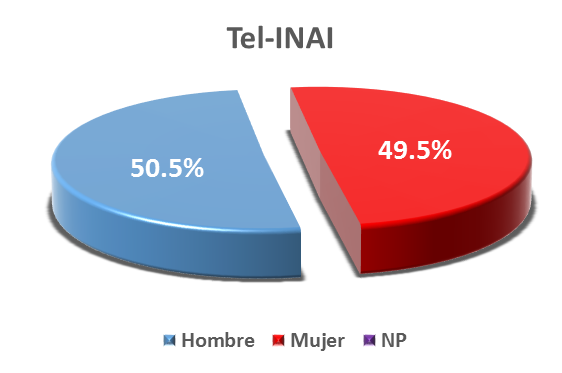 Tel-INAI
50.5%
49.5%
Hombre Mujer NP